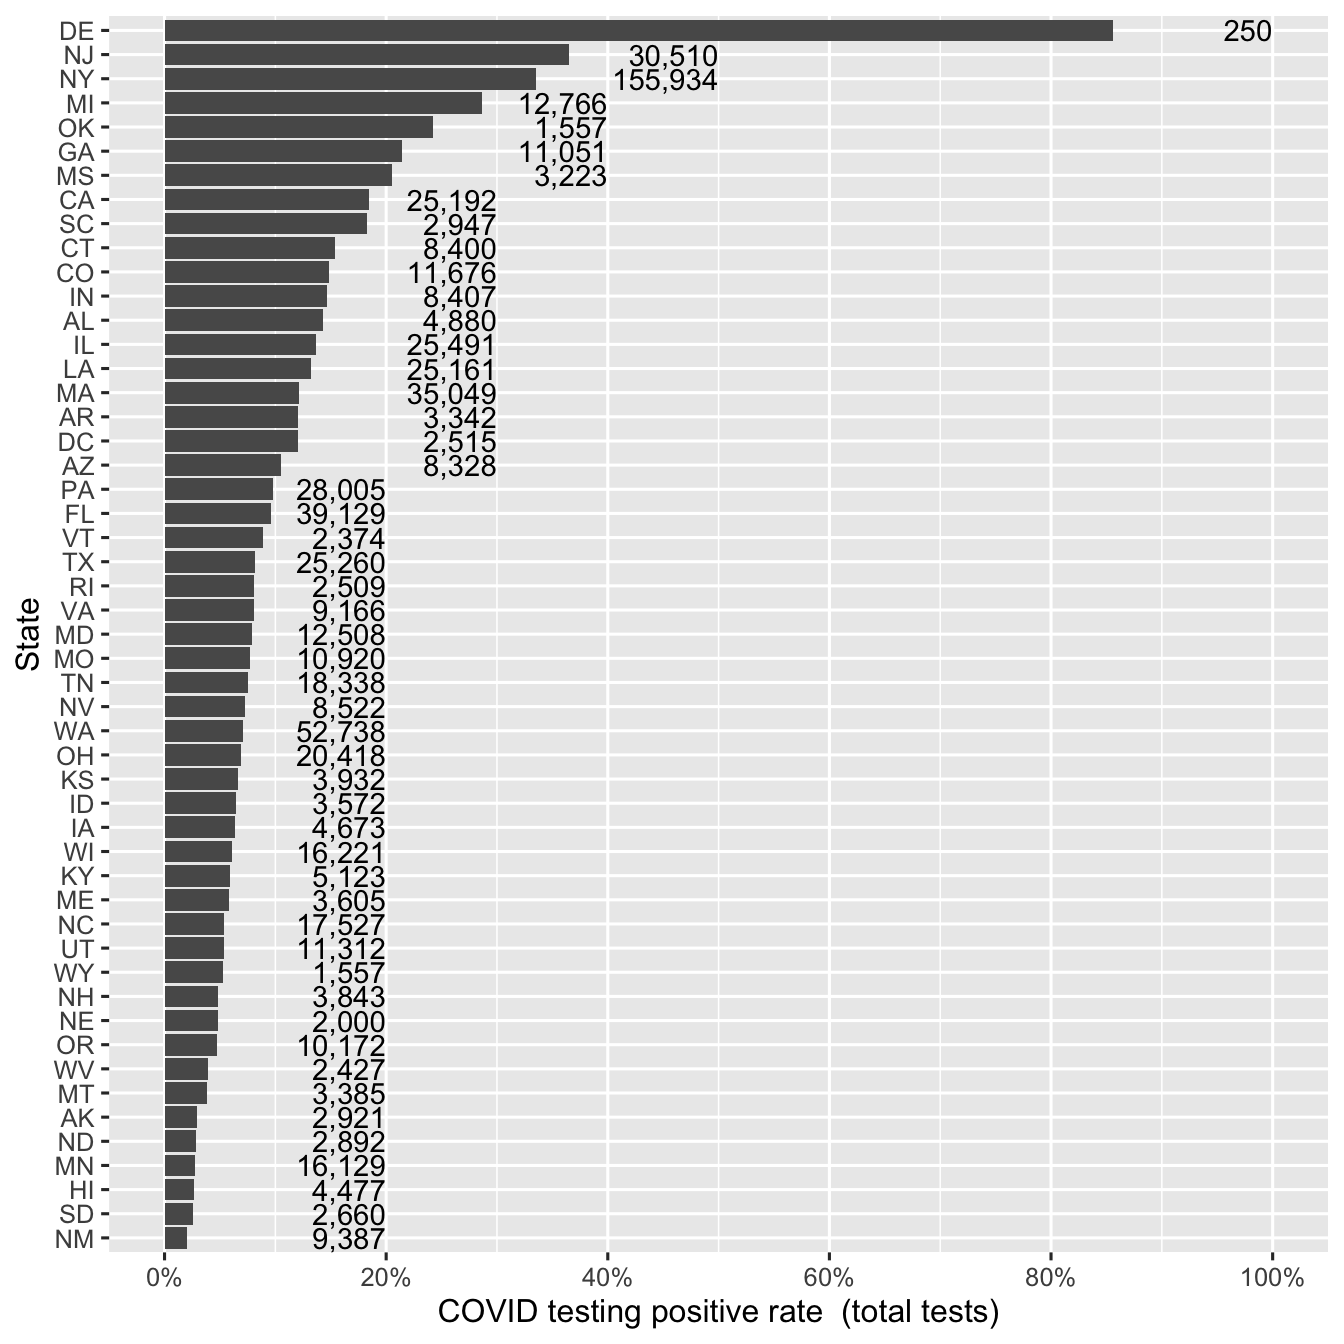 DE 250
NJ 30,510
NY 155,934
MI 12,766
OK 1,557
GA 11,051
MS 3,223
CA 25,192
SC 2,947
CT 8,400
CO 11,676
IN 8,407
AL 4,880
IL 25,491
LA 25,161
MA 35,049
AR 3,342
DC 2,515
AZ 8,328
PA 28,005
FL 39,129
VT 2,374
TX 25,260
RI 2,509
VA 9,166
MD 12,508
MO 10,920
TN 18,338
NV 8,522
WA 52,738
OH 20,418
KS 3,932
ID 3,572
IA 4,673
WI 16,221
KY 5,123
ME 3,605
NC 17,527
UT 11,312
WY 1,557
NH 3,843
NE 2,000
OR 10,172
WV 2,427
MT 3,385
AK 2,921
ND 2,892
MN 16,129
HI 4,477
SD 2,660
NM 9,387
State
0% 20% 40% 60% 80% 100%
COVID testing positive rate  (total tests)